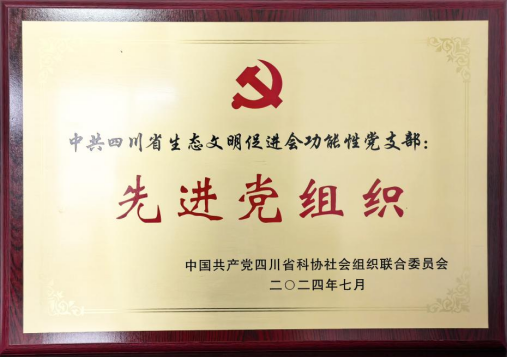 中共四川省生态文明促进会功能性党支部：
先进党组织
中国共产党四川省科协社会组织联合委员会
二〇二四年七月